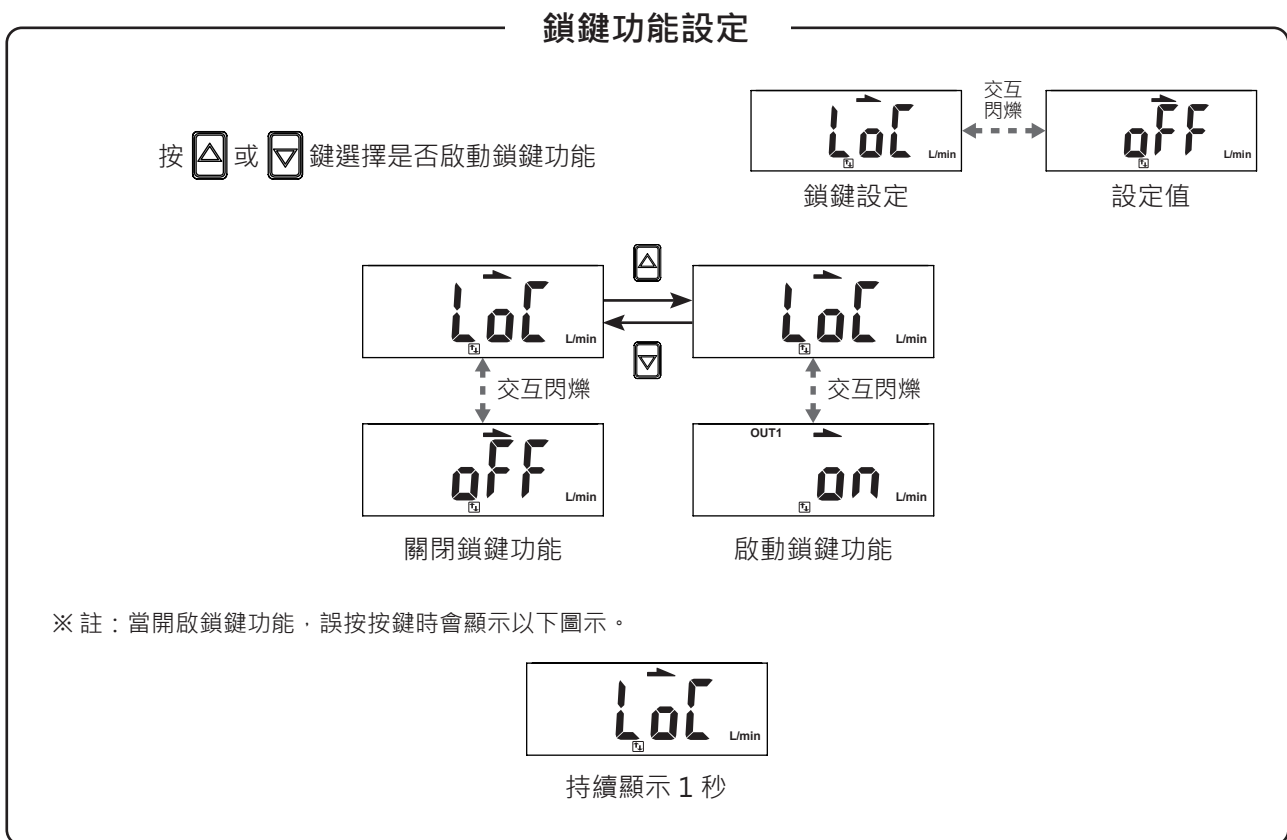 鎖鍵功能設定
按 △ 或 ▽ 鍵選擇是否啟動鎖鍵功能
交互
閃爍
LoC L/min
oFF L/min
鎖鍵設定
設定值
LoC L/min
LoC L/min
交互閃爍
交互閃爍
oFF L/min
OUT1
on L/min
關閉鎖鍵功能
啟動鎖鍵功能
※ 註：當開啟鎖鍵功能，誤按按鍵時會顯示以下圖示。
LoC L/min
持續顯示 1 秒